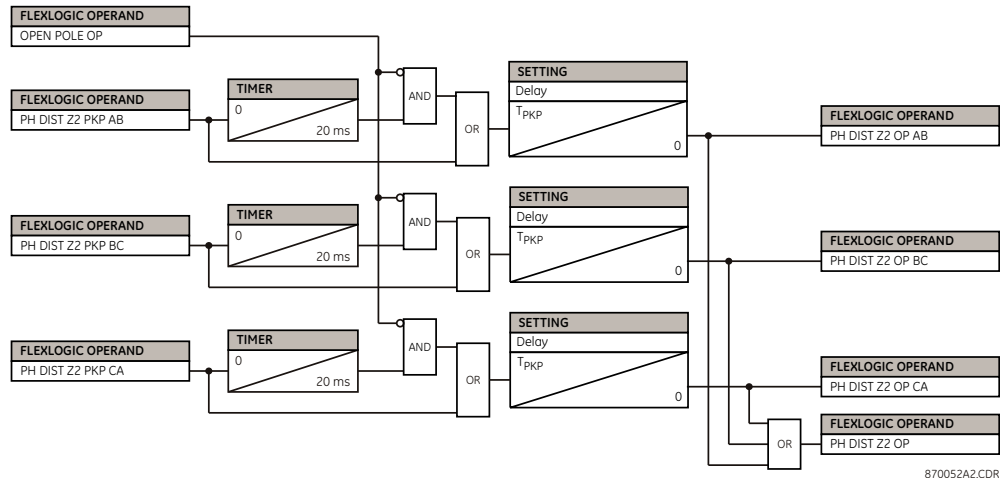 FLEXLOGIC OPERAND
OPEN POLE OP
FLEXLOGIC OPERAND
PH DIST Z2 PKP AB
TIMER
0
20 ms
AND
OR
SETTING
Delay
TPKP
0
FLEXLOGIC OPERAND
PH DIST Z2 OP AB
FLEXLOGIC OPERAND
PH DIST Z2 PKP BC
TIMER
0
20 ms
AND
OR
SETTING
Delay
TPKP
0
FLEXLOGIC OPERAND
PH DIST Z2 OP BC
FLEXLOGIC OPERAND
PH DIST Z2 PKP CA
TIMER
0
20 ms
AND
OR
SETTING
Delay
TPKP
0
FLEXLOGIC OPERAND
PH DIST Z2 OP CA
OR
FLEXLOGIC OPERAND
PH DIST Z2 OP
870052A2.CDR